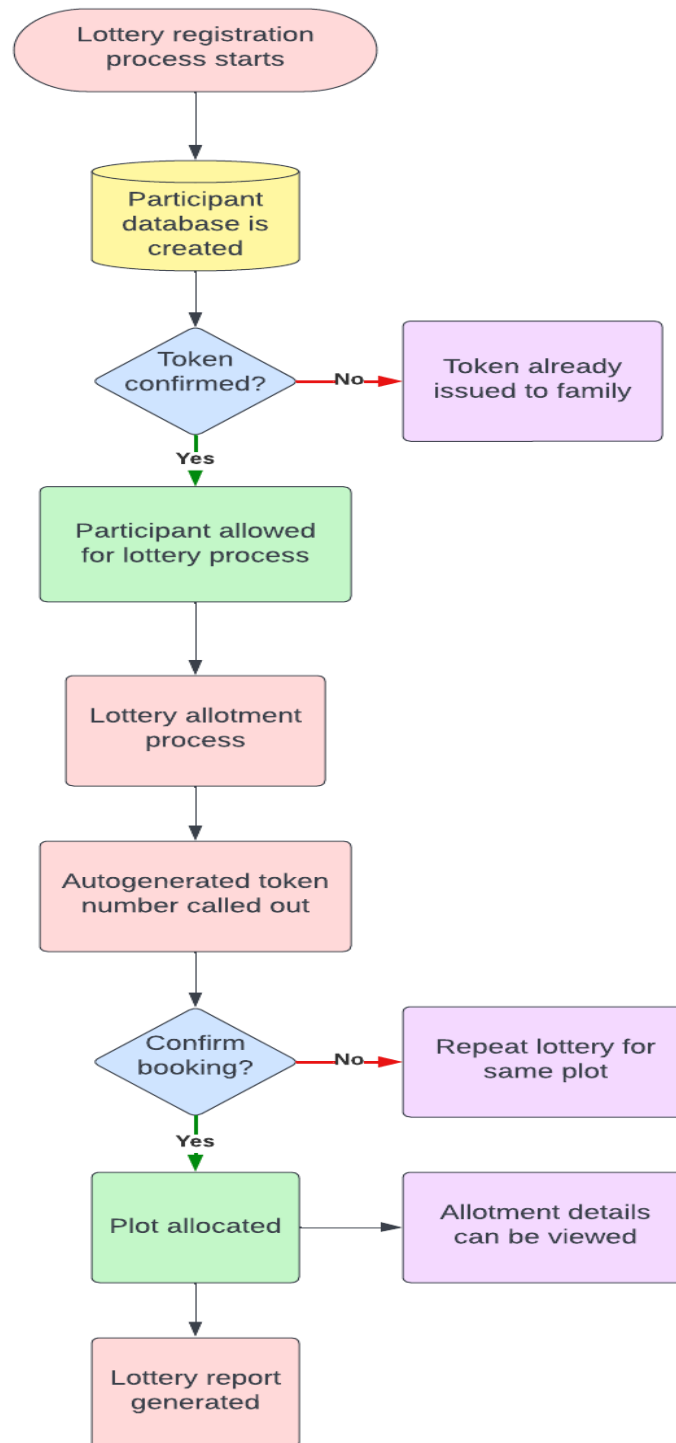 Lottery registration
process starts
Participant
database is
created
Token
confirmed?
No
Token already
issued to family
Yes
Participant allowed
for lottery process
Lottery allotment
process
Autogenerated token
number called out
Confirm
booking?
No
Repeat lottery for
same plot
Yes
Plot allocated
Allotment details
can be viewed
Lottery report
generated